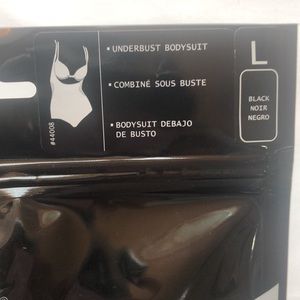 ▪ UNDERBUST BODYSUIT
L
▪ COMBINÉ SOUS BUSTE
BLACK
NOIR
NEGRO
▪ BODYSUIT DEBAJO
DE BUSTO
#44008